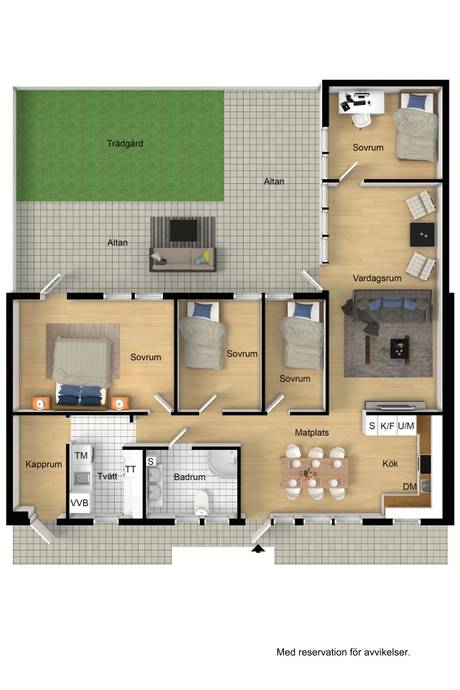 Trädgård
Sovrum
Altan
Altan
Vardagsrum
Sovrum
Sovrum
Sovrum
Matplats
S K/F U/M
TM
Kapprum
Tvätt
TT
S
Badrum
Kök
DM
VVB
Med reservation för avvikelser.